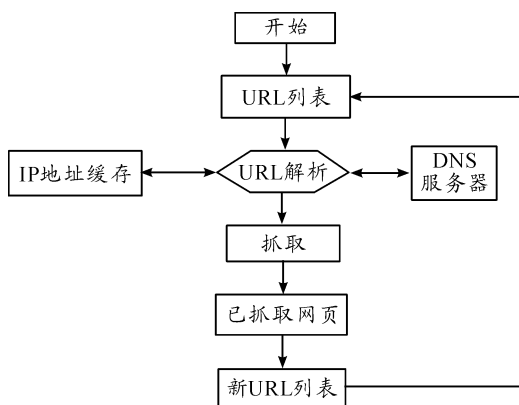 开始
URL列表
IP地址缓存
URL解析
DNS
服务器
抓取
已抓取网页
新URL列表